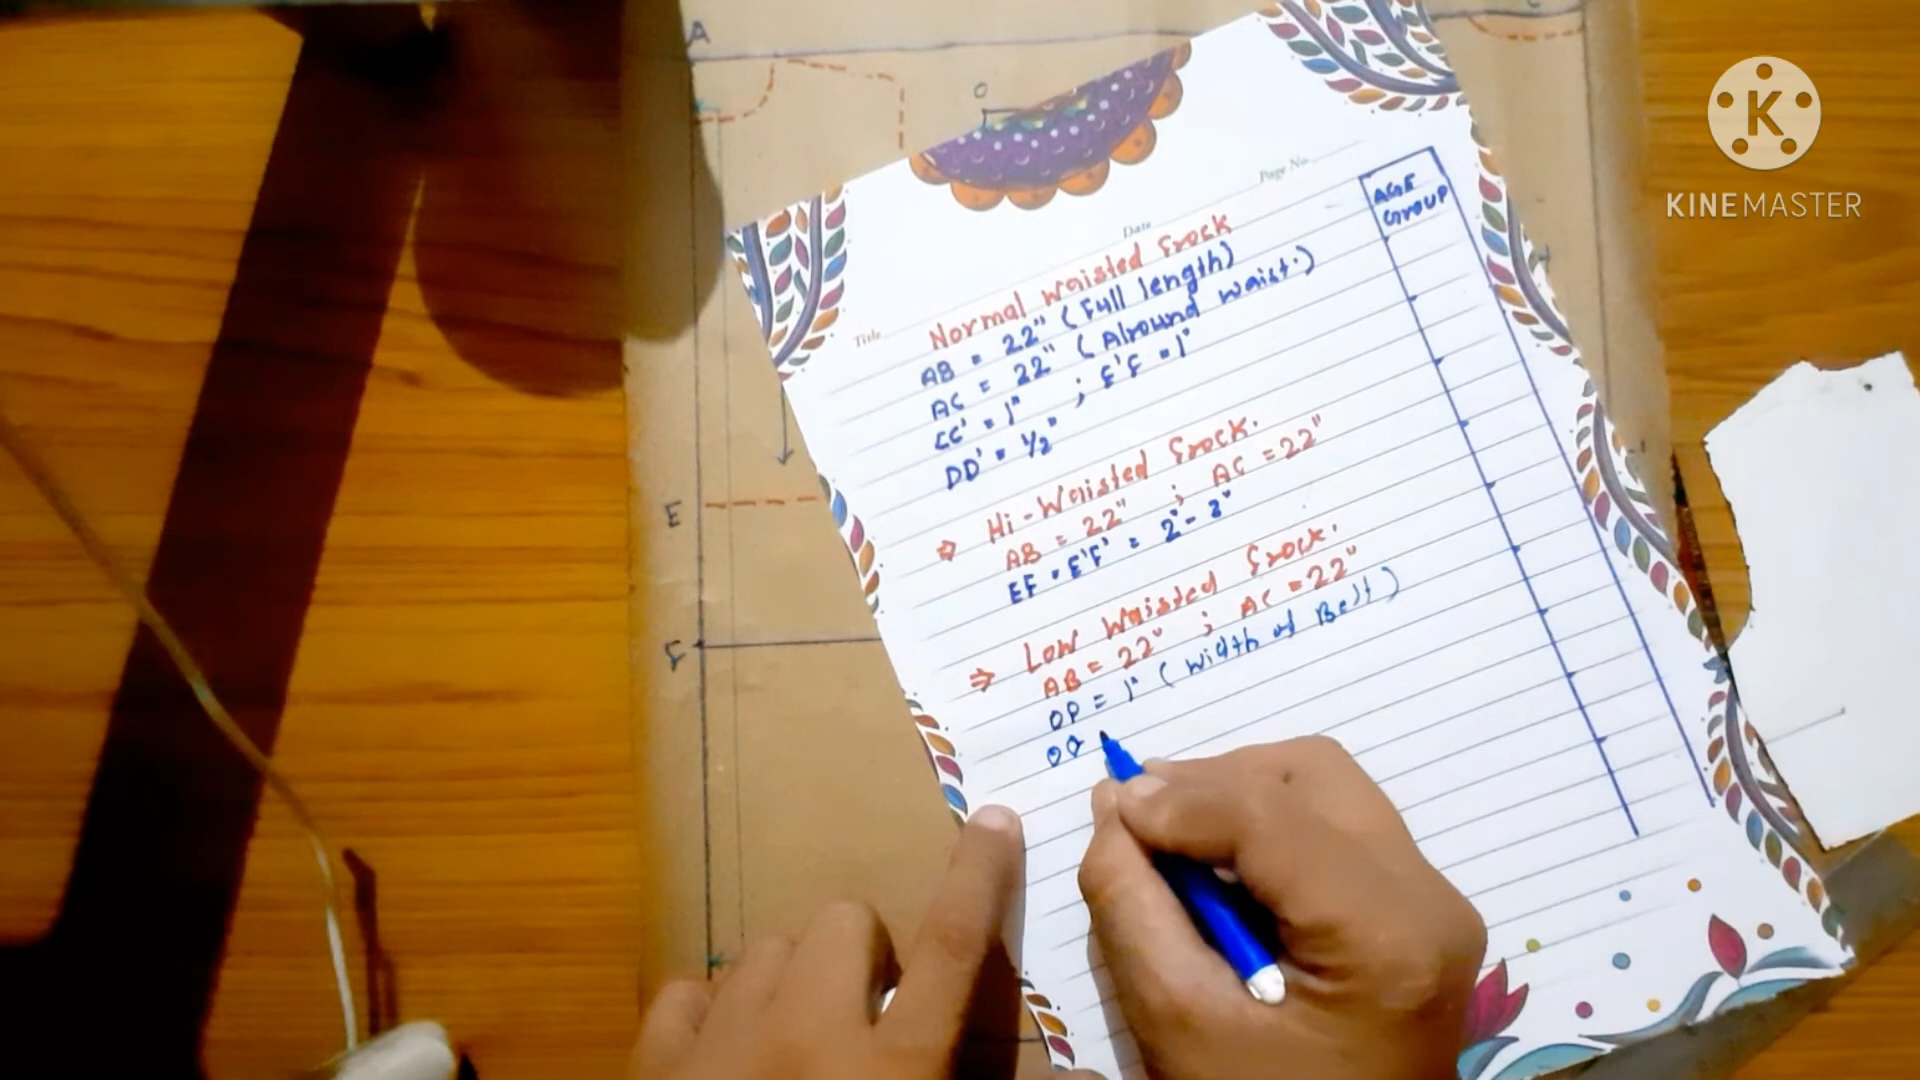 A
O
KINEMASTER
Page No.
Date
AGE
GROUP
Title
Normal Waisted Frock
AB = 22" (Full length)
AC = 22" (Alround waist.)
CC' = 1" ; F'F = 1"
DD' = 1/2"
⇒ Hi-Waisted Frock.
AB = 22" ; AC = 22"
EF = E'F' = 2"-3"
⇒ Low Waisted Frock.
AB = 22" ; AC = 22"
OP = 1" (Width of Belt)
OQ
E
F